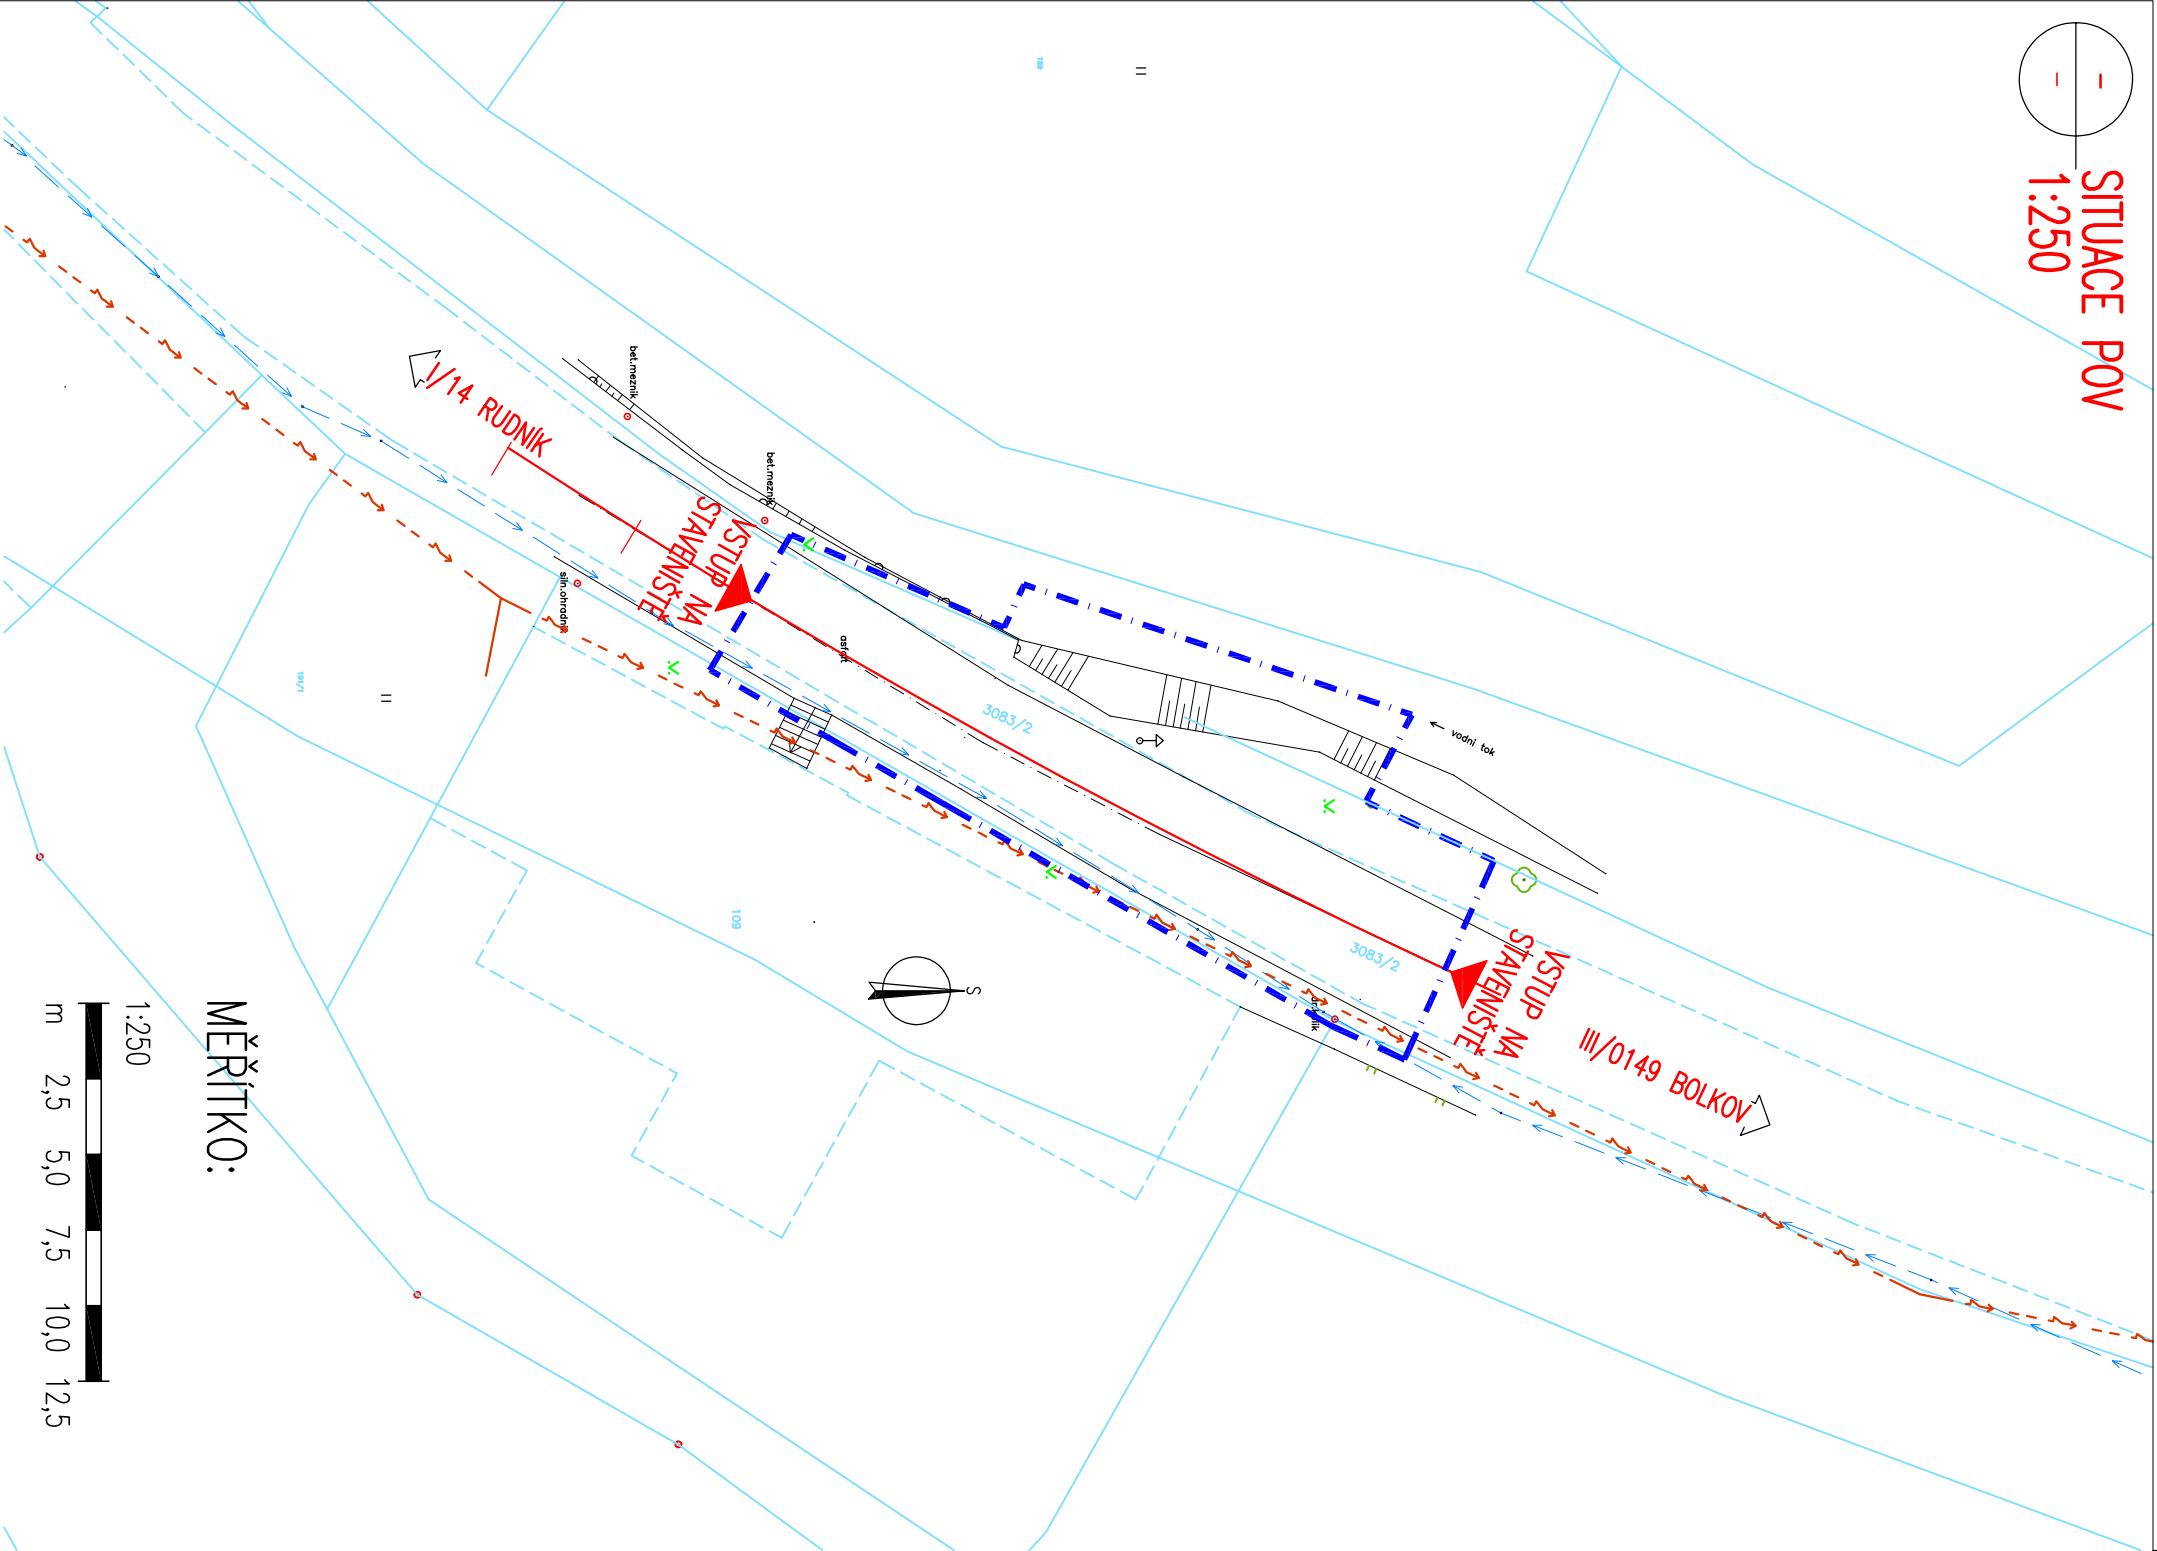 SITUACE POV
1:250
189
bet.mezník
I/14 RUDNÍK
bet.mezník
VSTUP NA
STAVENIŠTĚ
siln.ohradník
asfalt
3083/2
vodní tok
3083/2
VSTUP NA
STAVENIŠTĚ
III/0149 BOLKOV
109
S
MĚŘÍTKO:
1:250
m 2,5 5,0 7,5 10,0 12,5